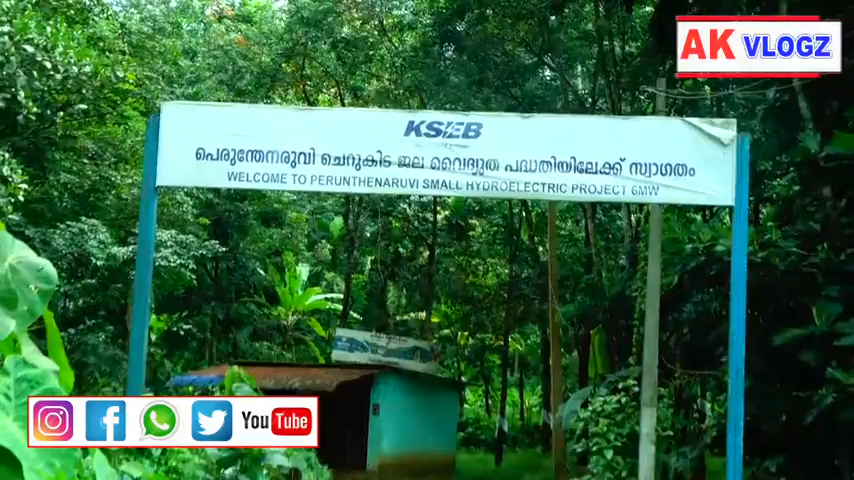 AK VLOGZ
KSEB
പെരുന്തേനരുവി ചെറുകിട ജല വൈദ്യുത പദ്ധതിയിലേക്ക് സ്വാഗതം
WELCOME TO PERUNTHENARUVI SMALL HYDROELECTRIC PROJECT 6MW
You Tube